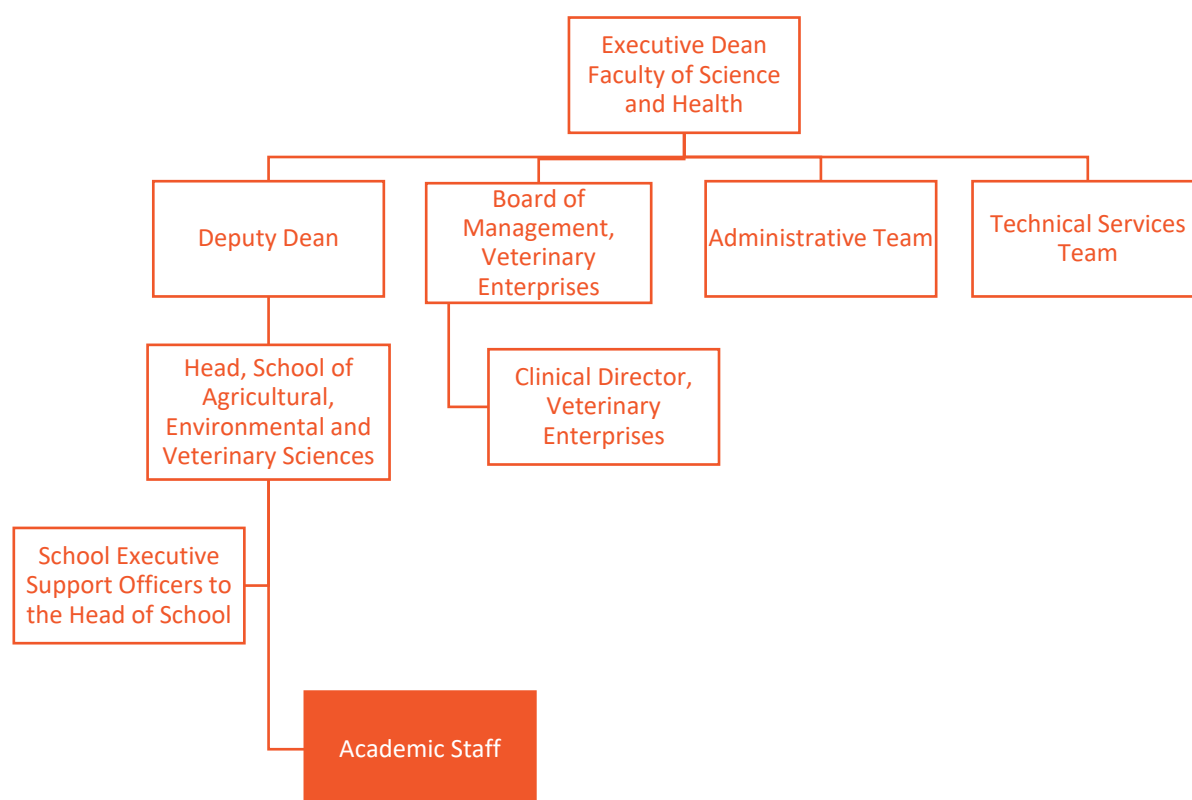 Executive Dean
Faculty of Science
and Health
Deputy Dean
Board of
Management,
Veterinary
Enterprises
Administrative Team
Technical Services
Team
Head, School of
Agricultural,
Environmental and
Veterinary Sciences
Clinical Director,
Veterinary
Enterprises
School Executive
Support Officers to
the Head of School
Academic Staff